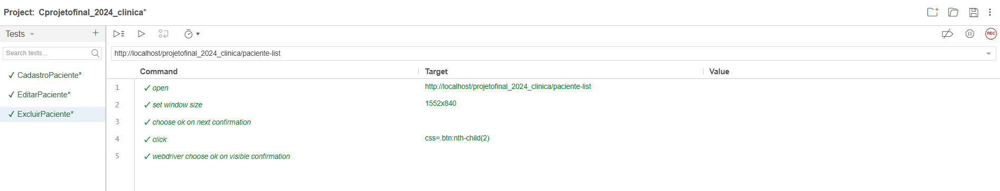 Project: Cprojetofinal_2024_clinica*
Tests
Search tests...
REC
http://localhost/projetofinal_2024_clinica/paciente-list
Command Target Value
✓ CadastroPaciente*
✓ EditarPaciente*
✓ ExcluirPaciente*
1 ✓ open http://localhost/projetofinal_2024_clinica/paciente-list
2 ✓ set window size 1552x840
3 ✓ choose ok on next confirmation
4 ✓ click css=.btn:nth-child(2)
5 ✓ webdriver choose ok on visible confirmation